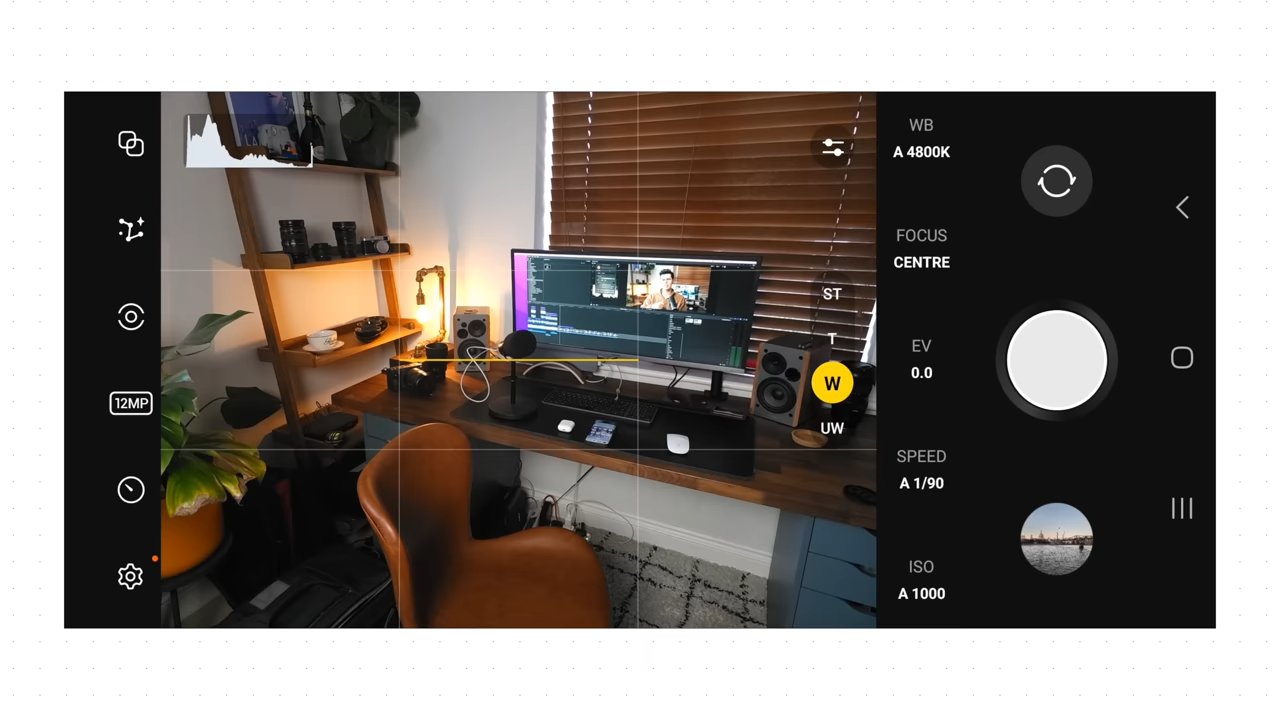 12MP
ST
T
W
UW
WB
A 4800K
FOCUS
CENTRE
EV
0.0
SPEED
A 1/90
ISO
A 1000